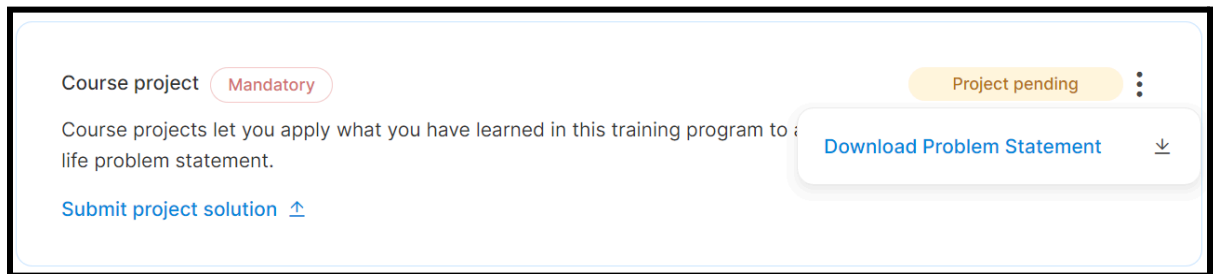 Course project Mandatory Project pending
Course projects let you apply what you have learned in this training program to
life problem statement.
Download Problem Statement
Submit project solution